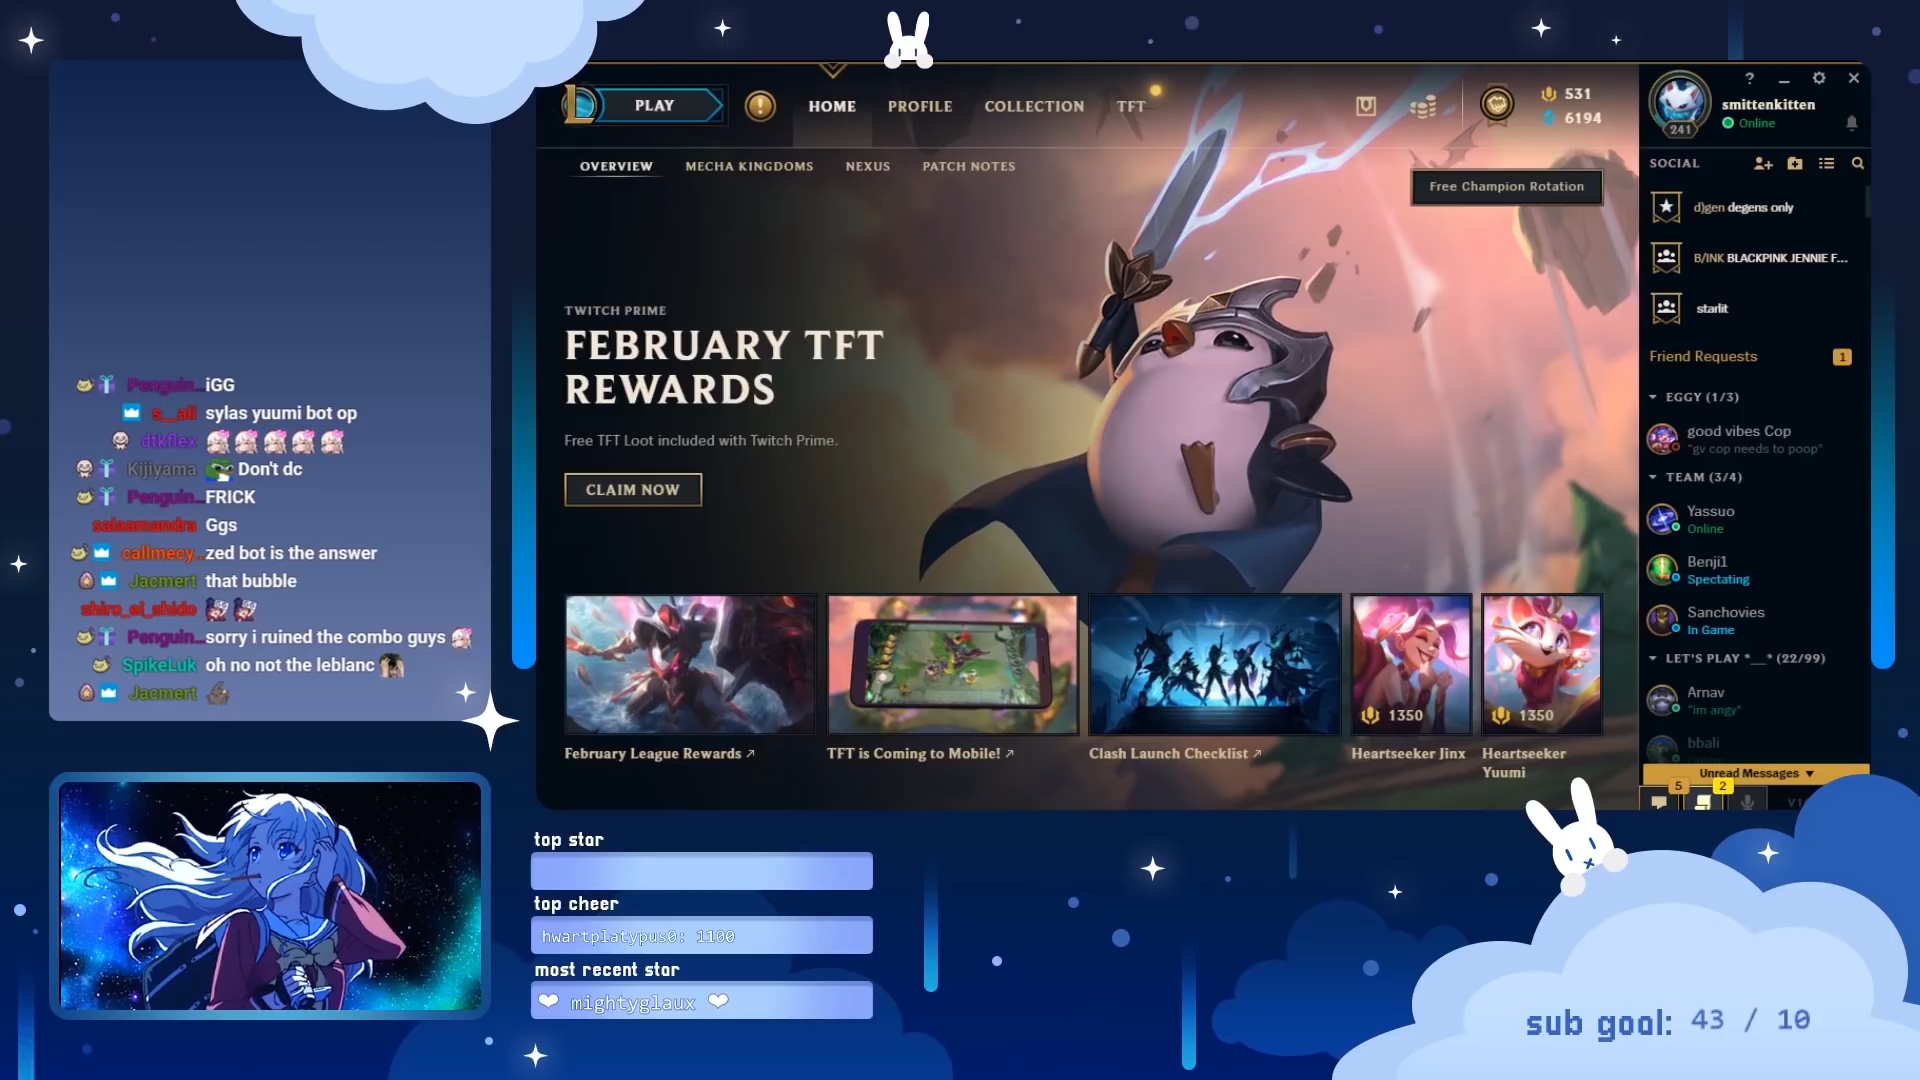 PLAY
HOME
PROFILE
COLLECTION
TFT
531
6194
241
smittenkitten
Online
OVERVIEW
MECHA KINGDOMS
NEXUS
PATCH NOTES
Free Champion Rotation
SOCIAL
d)gen degens only
B/INK BLACKPINK JENNIE F...
starlit
Friend Requests
1
EGGY (1/3)
good vibes Cop
"gv cop needs to poop"
TEAM (3/4)
Yassuo
Online
Benji1
Spectating
Sanchovies
In Game
LET'S PLAY *__* (22/99)
Arnav
"im angy"
bbali
Unread Messages
5
2
TWITCH PRIME
FEBRUARY TFT
REWARDS
Free TFT Loot included with Twitch Prime.
CLAIM NOW
1350
1350
February League Rewards
TFT is Coming to Mobile!
Clash Launch Checklist
Heartseeker Jinx
Heartseeker
Yuumi
Penguin... iGG
s__ali sylas yuumi bot op
dtkflex
Kijiyama Don't dc
Penguin... FRICK
salaamandra Ggs
callmecy... zed bot is the answer
Jacmert that bubble
shiro_el_shido
Penguin... sorry i ruined the combo guys
SpikeLuk oh no not the leblanc
Jacmert
top star
top cheer
hwartplatypus0: 1100
most recent star
mightyglaux
sub goal: 43 / 10